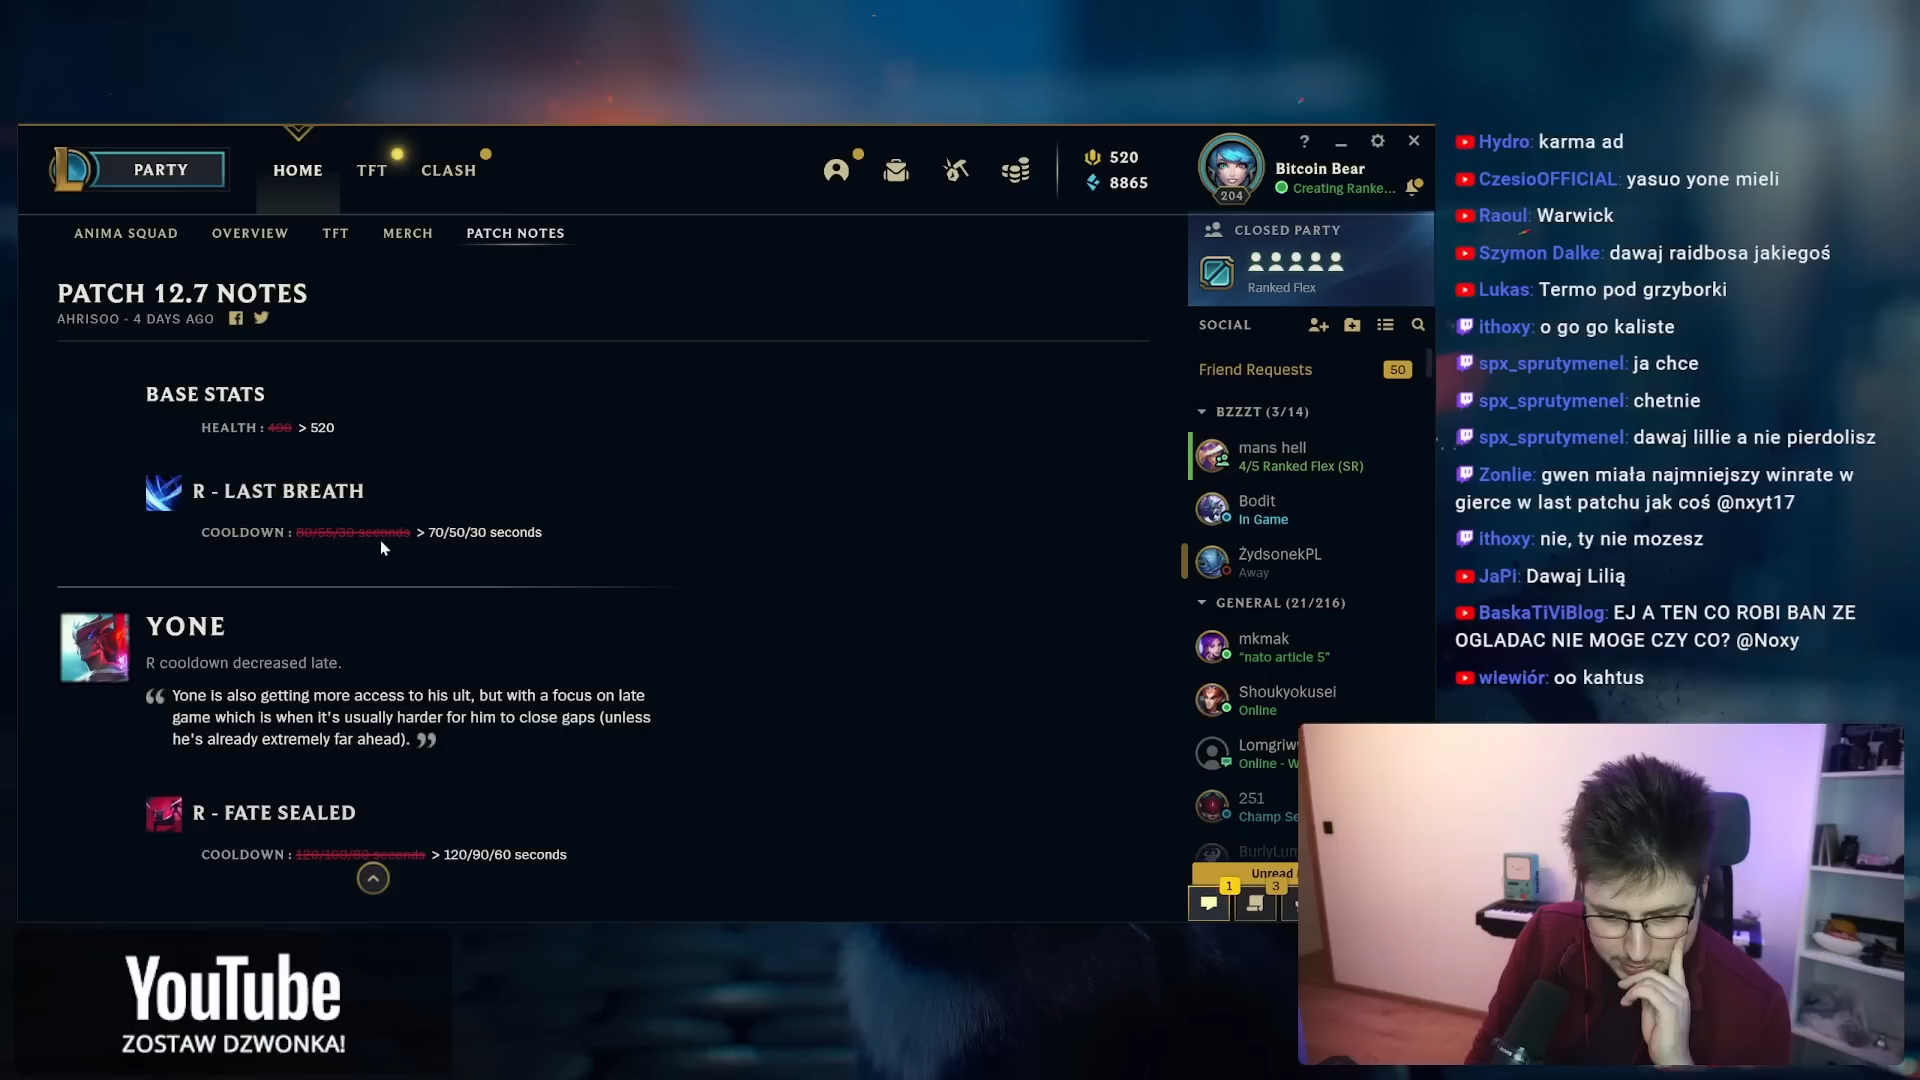 PARTY
HOME
TFT
CLASH
520
8865
204
Bitcoin Bear
Creating Ranke...
ANIMA SQUAD
OVERVIEW
TFT
MERCH
PATCH NOTES
PATCH 12.7 NOTES
AHRISOO - 4 DAYS AGO
BASE STATS
HEALTH : 490 > 520
R - LAST BREATH
COOLDOWN : 80/55/30 seconds > 70/50/30 seconds
YONE
R cooldown decreased late.
Yone is also getting more access to his ult, but with a focus on late
game which is when it's usually harder for him to close gaps (unless
he's already extremely far ahead).
R - FATE SEALED
COOLDOWN : 120/100/80 seconds > 120/90/60 seconds
CLOSED PARTY
Ranked Flex
SOCIAL
Friend Requests
50
BZZZT (3/14)
mans hell
4/5 Ranked Flex (SR)
Bodit
In Game
ŻydsonekPL
Away
GENERAL (21/216)
mkmak
"nato article 5"
Shoukyokusei
Online
Lomgriw
Online - W
251
Champ Se
BurlyLum
Unread
1
3
Hydro: karma ad
CzesioOFFICIAL: yasuo yone mieli
Raoul: Warwick
Szymon Dalke: dawaj raidbosa jakiegoś
Lukas: Termo pod grzyborki
ithoxy: o go go kaliste
spx_sprutymenel: ja chce
spx_sprutymenel: chetnie
spx_sprutymenel: dawaj lillie a nie pierdolisz
Zonlie: gwen miała najmniejszy winrate w
gierce w last patchu jak coś @nxyt17
ithoxy: nie, ty nie mozesz
JaPi: Dawaj Lilią
BaskaTiViBlog: EJ A TEN CO ROBI BAN ZE
OGLADAC NIE MOGE CZY CO? @Noxy
wiewiór: oo kahtus
YouTube
ZOSTAW DZWONKA!